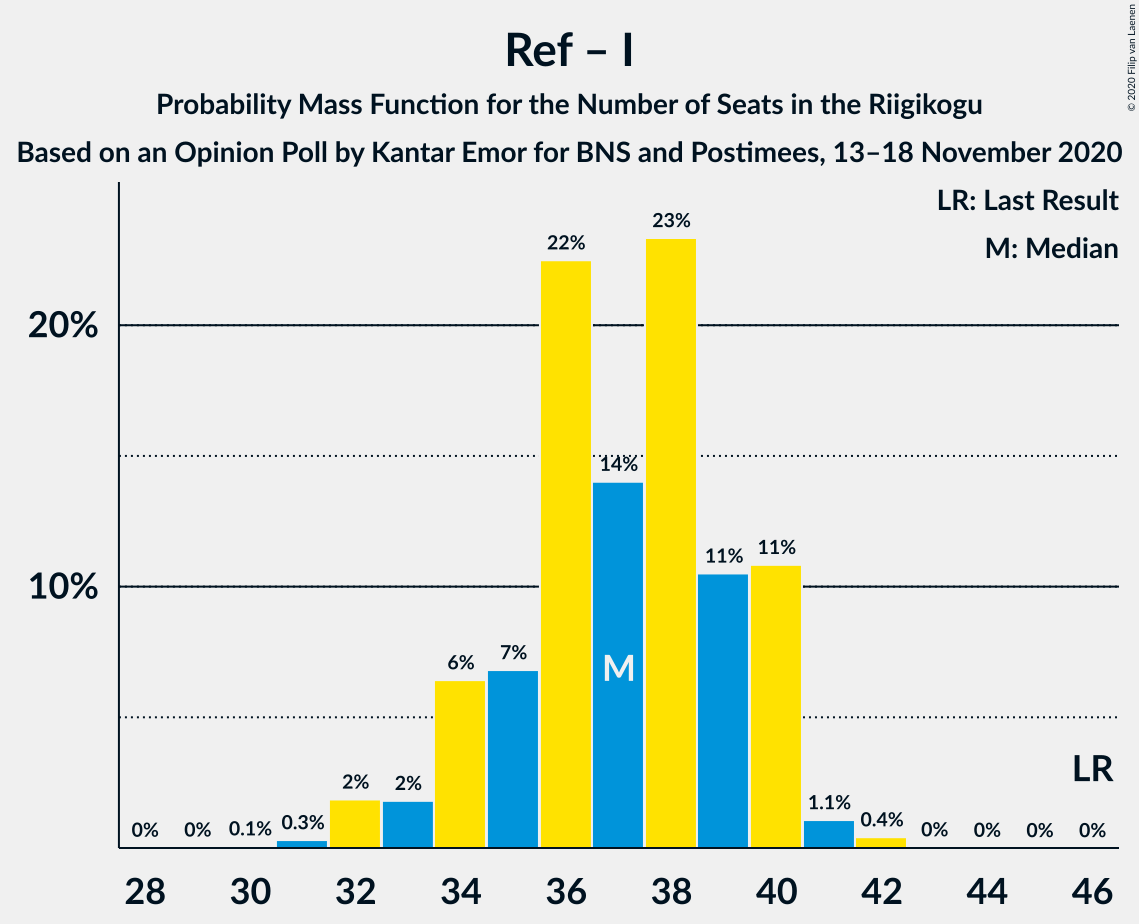 Ref – I
Probability Mass Function for the Number of Seats in the Riigikogu
Based on an Opinion Poll by Kantar Emor for BNS and Postimees, 13–18 November 2020
© 2020 Filip van Laenen
LR: Last Result
M: Median
20%
10%
0%
0%
0.1%
0.3%
2%
2%
6%
7%
22%
14%
23%
11%
11%
1.1%
0.4%
0%
0%
0%
0%
M
LR
28 30 32 34 36 38 40 42 44 46